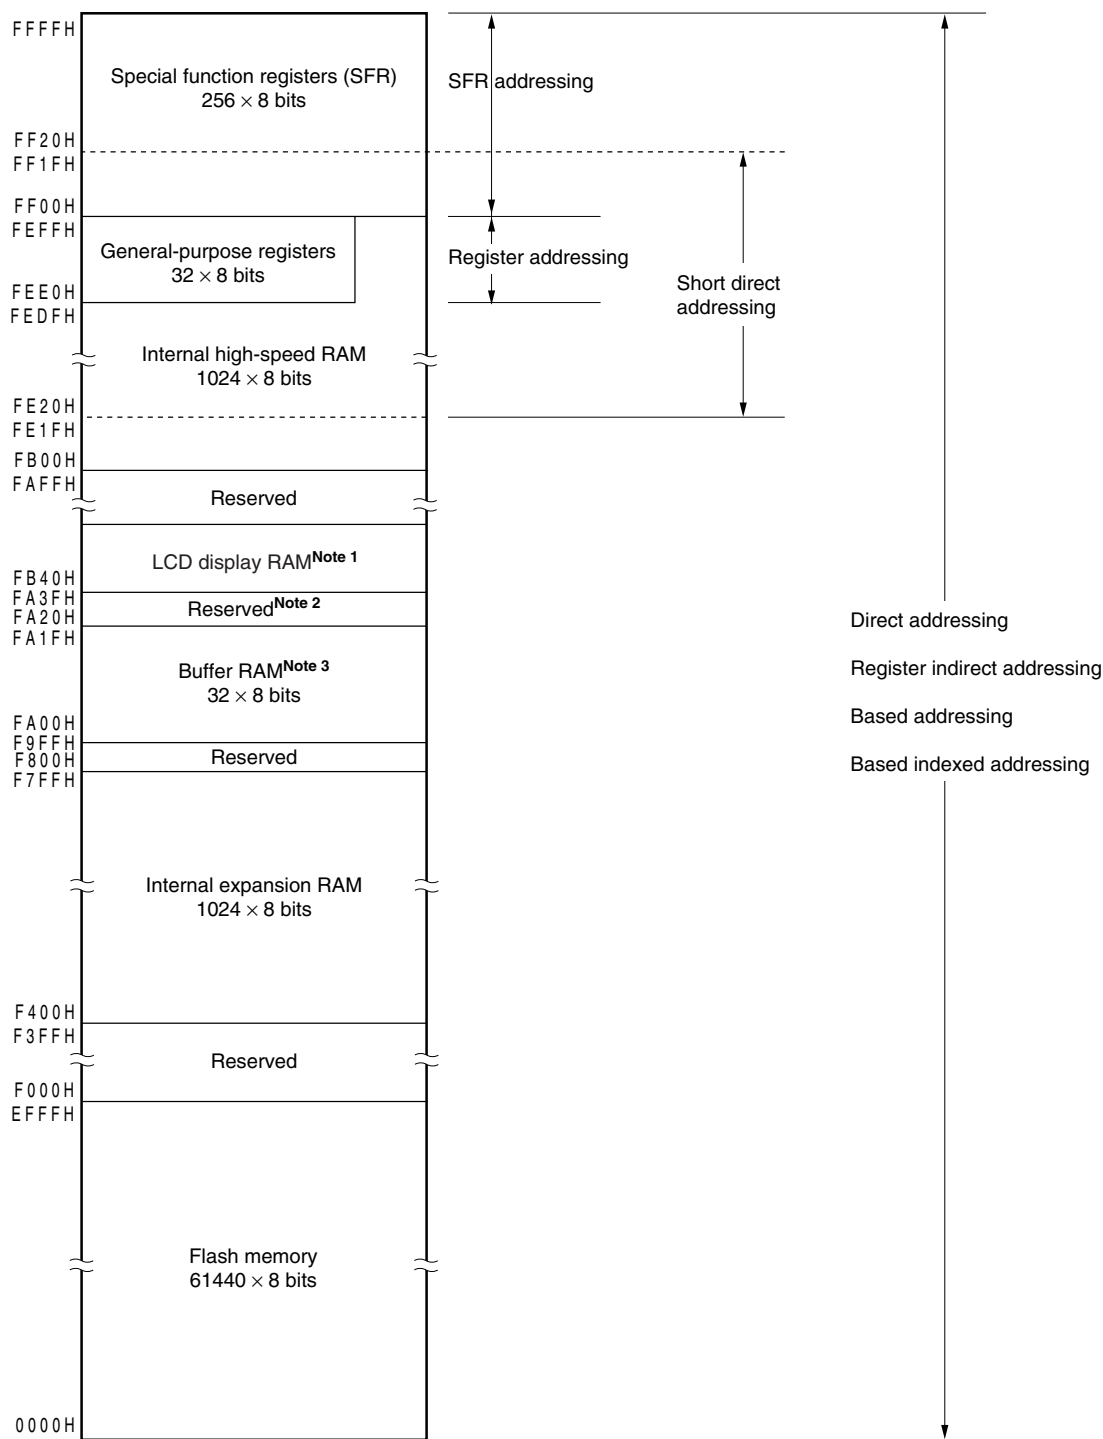 FFFFH
Special function registers (SFR)
256 × 8 bits
SFR addressing
FF20H
FF1FH
FF00H
FEFFH
General-purpose registers
32 × 8 bits
Register addressing
Short direct
addressing
FEE0H
FEDFH
Internal high-speed RAM
1024 × 8 bits
FE20H
FE1FH
FB00H
FAFFH
Reserved
LCD display RAMNote 1
FB40H
FA3FH
ReservedNote 2
FA20H
FA1FH
Buffer RAMNote 3
32 × 8 bits
FA00H
F9FFH
Reserved
F800H
F7FFH
Direct addressing
Register indirect addressing
Based addressing
Based indexed addressing
Internal expansion RAM
1024 × 8 bits
F400H
F3FFH
Reserved
F000H
EFFFH
Flash memory
61440 × 8 bits
0000H